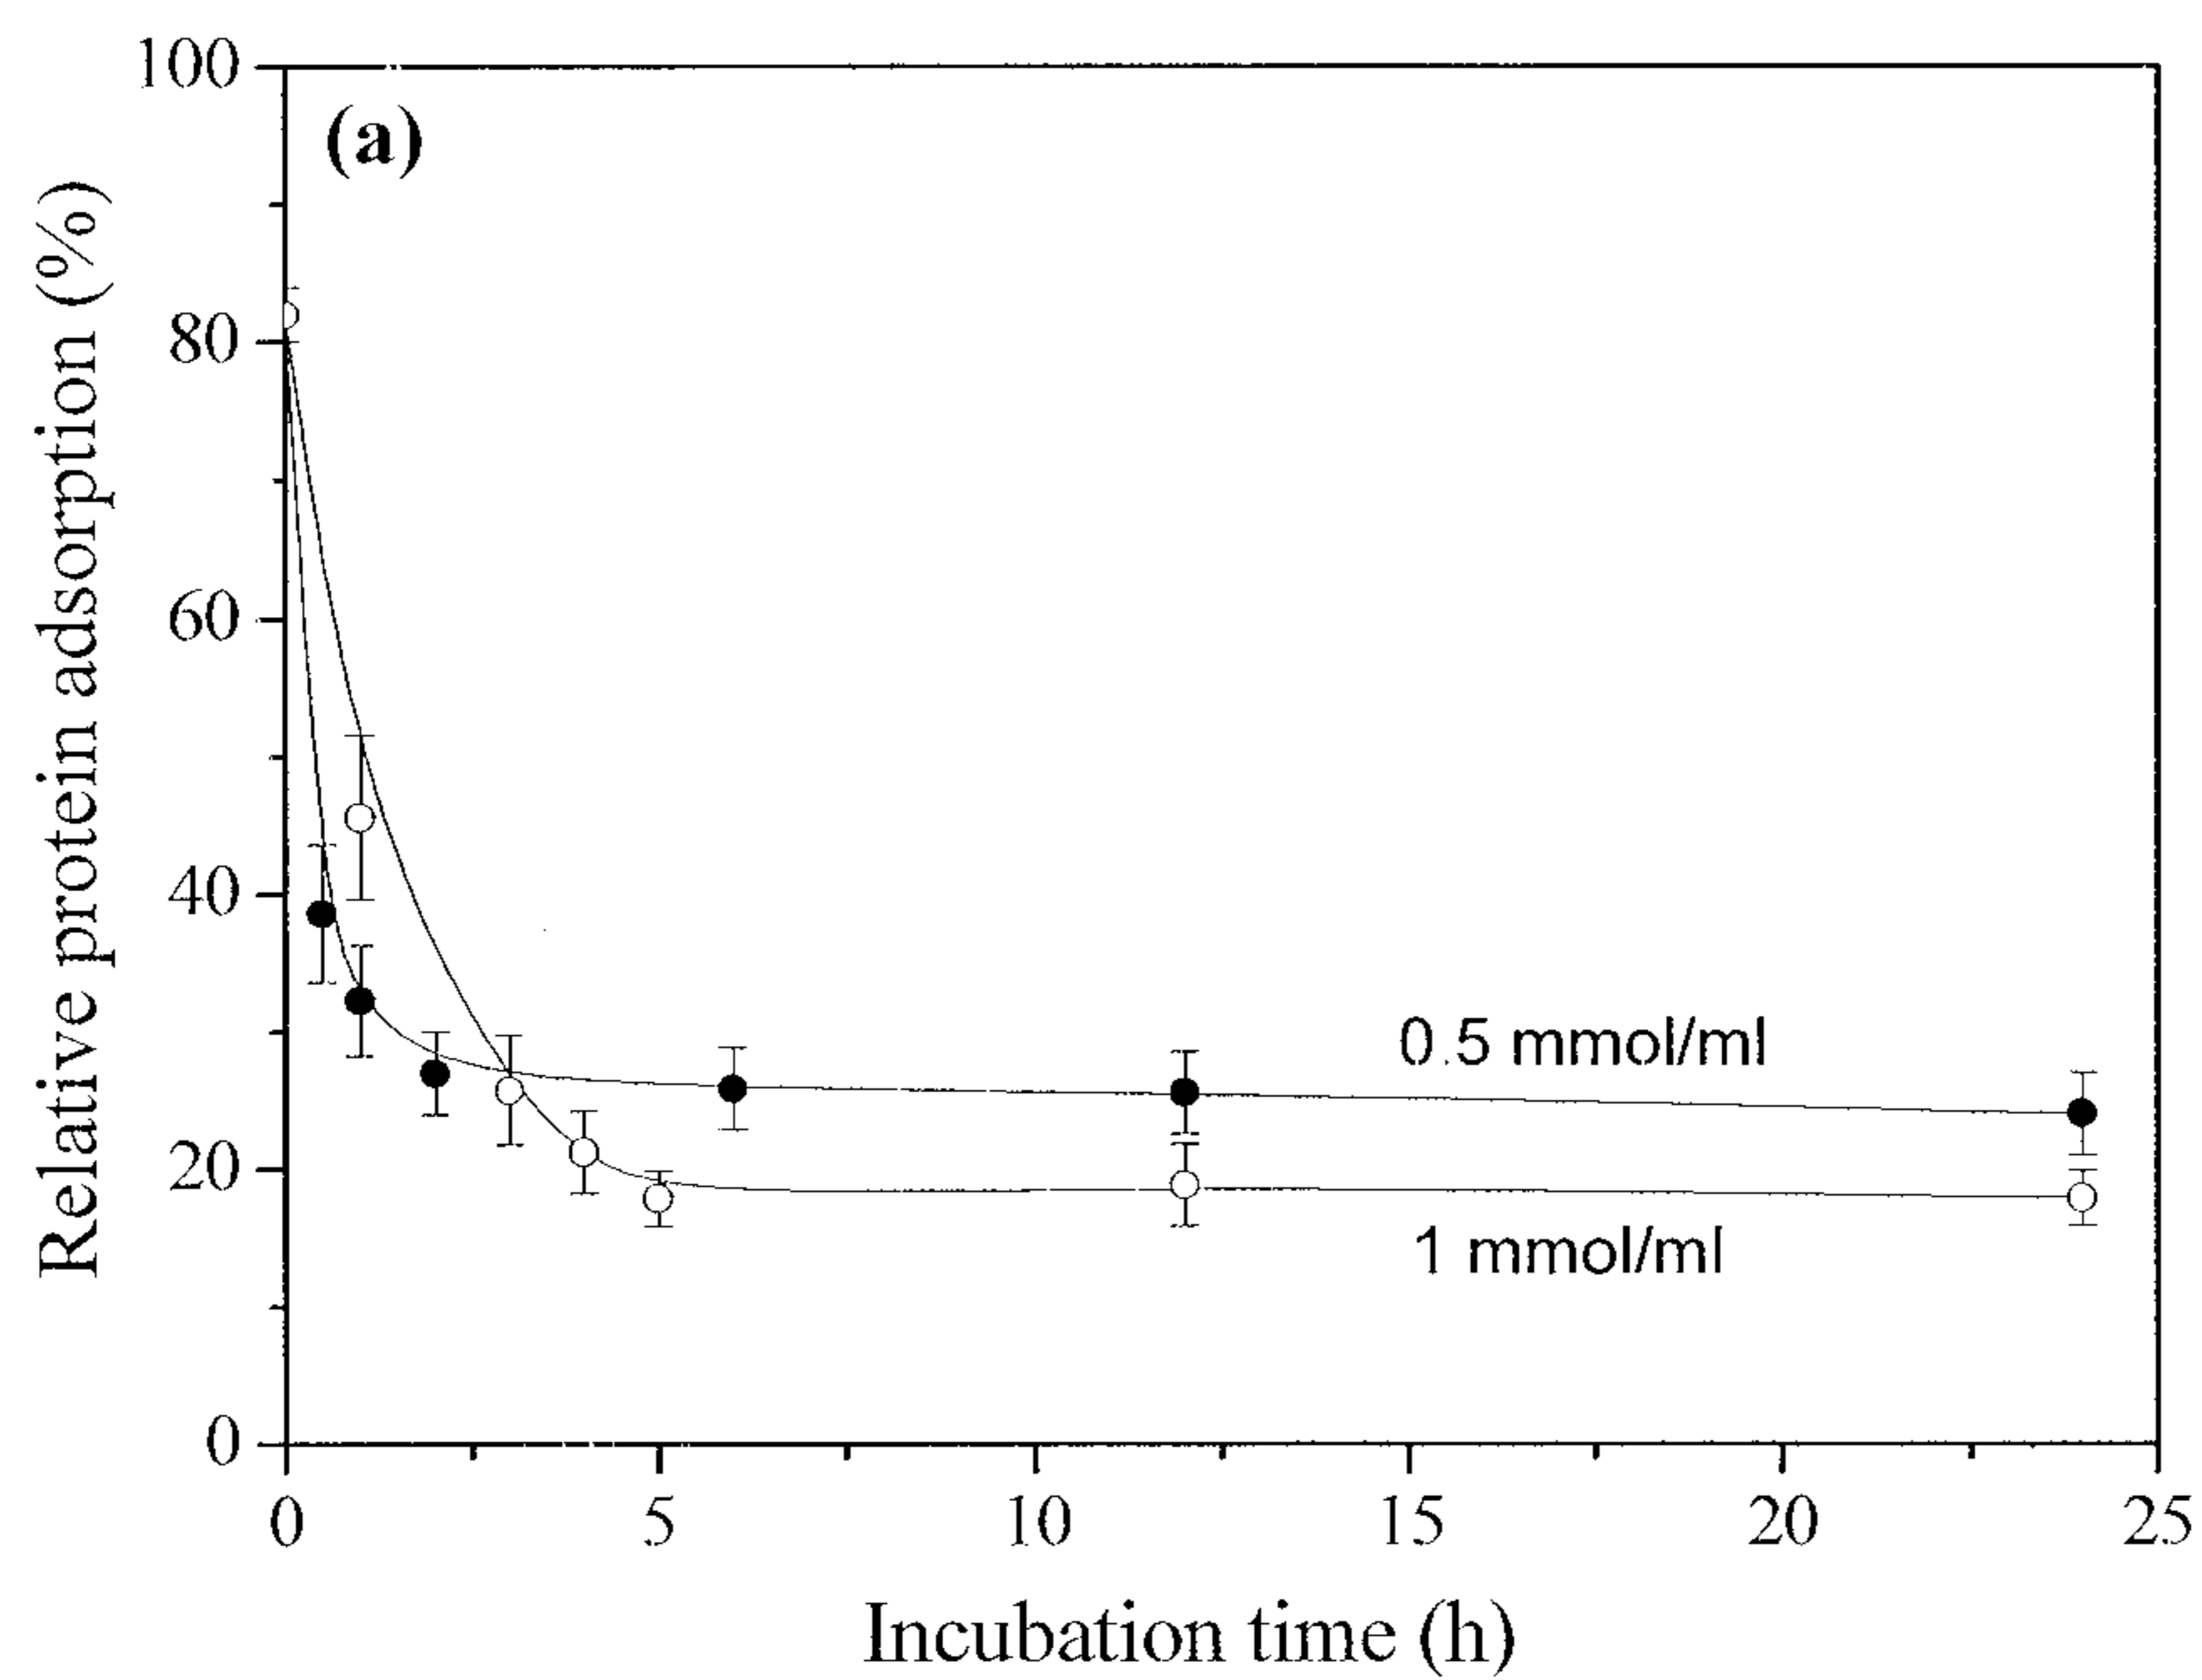 100
(a)
80
60
40
20
0
Relative protein adsorption (%)
0.5 mmol/ml
1 mmol/ml
0 5 10 15 20 25
Incubation time (h)